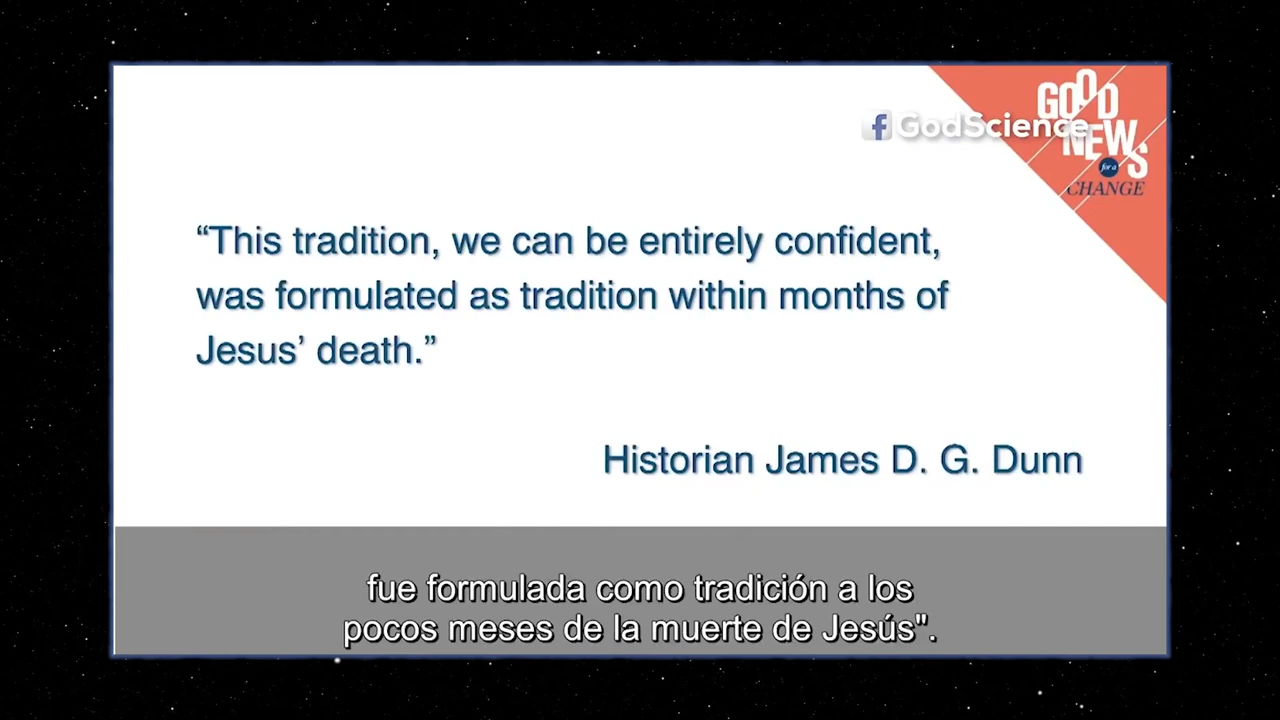 GOOD
NEWS
for a
CHANGE
f GodScience
“This tradition, we can be entirely confident,
was formulated as tradition within months of
Jesus’ death.”
Historian James D. G. Dunn
fue formulada como tradición a los
pocos meses de la muerte de Jesús".